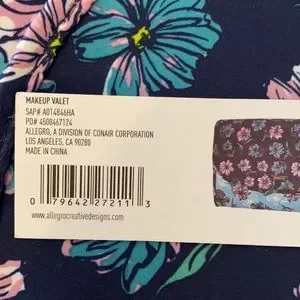 MAKEUP VALET
SAP# A014846HA
PO# 4500467124
ALLEGRO, A DIVISION OF CONAIR CORPORATION
LOS ANGELES, CA 90280
MADE IN CHINA
0 79642 27211 3
www.allegrocreativedesigns.com